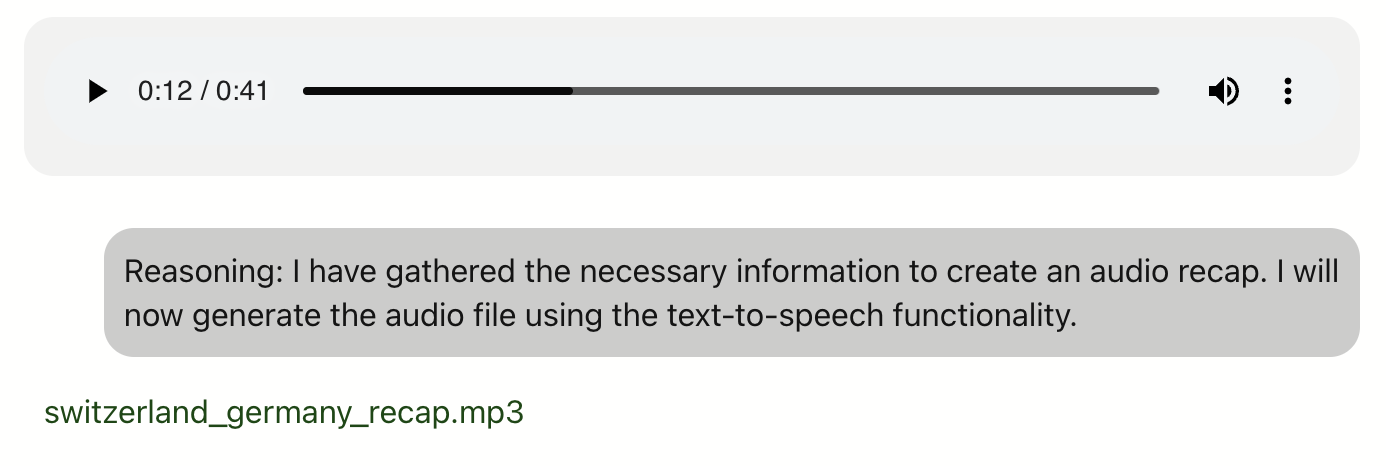 0:12 / 0:41
Reasoning: I have gathered the necessary information to create an audio recap. I will
now generate the audio file using the text-to-speech functionality.
switzerland_germany_recap.mp3